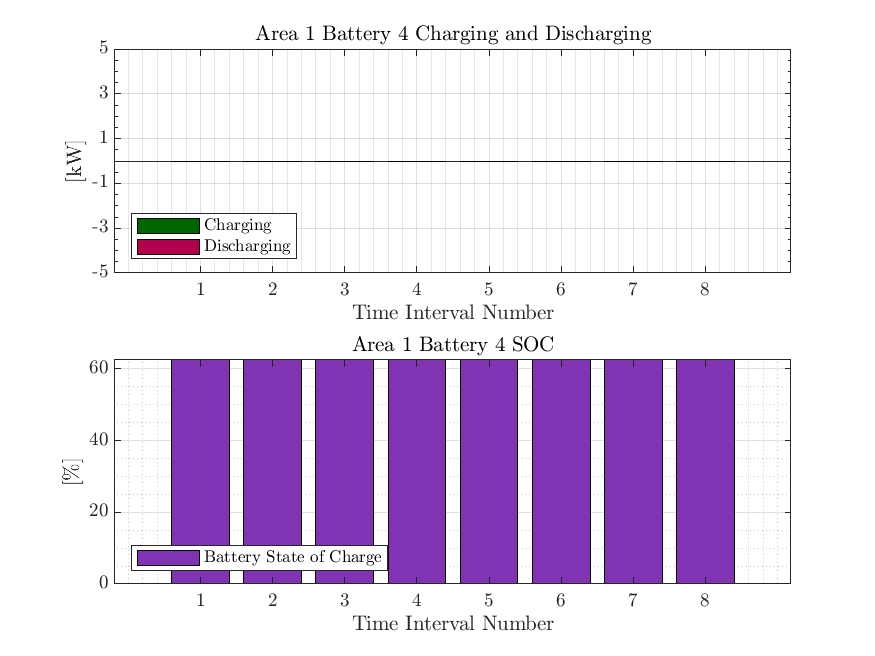 Area 1 Battery 4 Charging and Discharging
5
3
1
-1
-3
-5
[kW]
Charging
Discharging
1 2 3 4 5 6 7 8
Time Interval Number
Area 1 Battery 4 SOC
60
40
20
0
[%]
Battery State of Charge
1 2 3 4 5 6 7 8
Time Interval Number